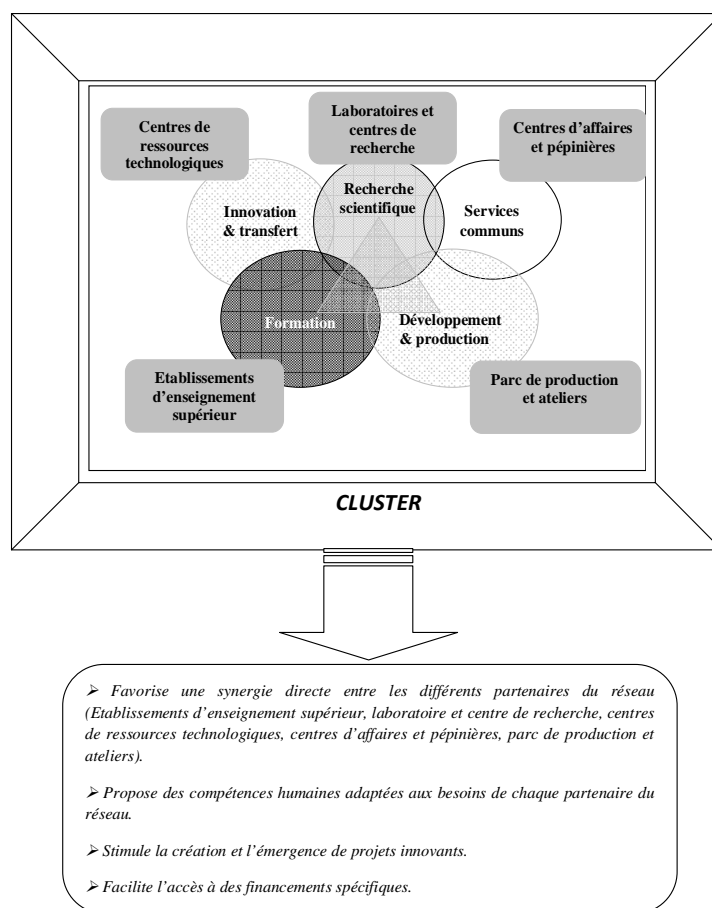 Centres de
ressources
technologiques
Laboratoires et
centres de
recherche
Centres d'affaires
et pépinières
Innovation
& transfert
Recherche
scientifique
Services
communs
Formation
Développement
& production
Etablissements
d'enseignement
supérieur
Parc de production
et ateliers
CLUSTER
➢ Favorise une synergie directe entre les différents partenaires du réseau
(Etablissements d'enseignement supérieur, laboratoire et centre de recherche, centres
de ressources technologiques, centres d'affaires et pépinières, parc de production et
ateliers).
➢ Propose des compétences humaines adaptées aux besoins de chaque partenaire du
réseau.
➢ Stimule la création et l'émergence de projets innovants.
➢ Facilite l'accès à des financements spécifiques.